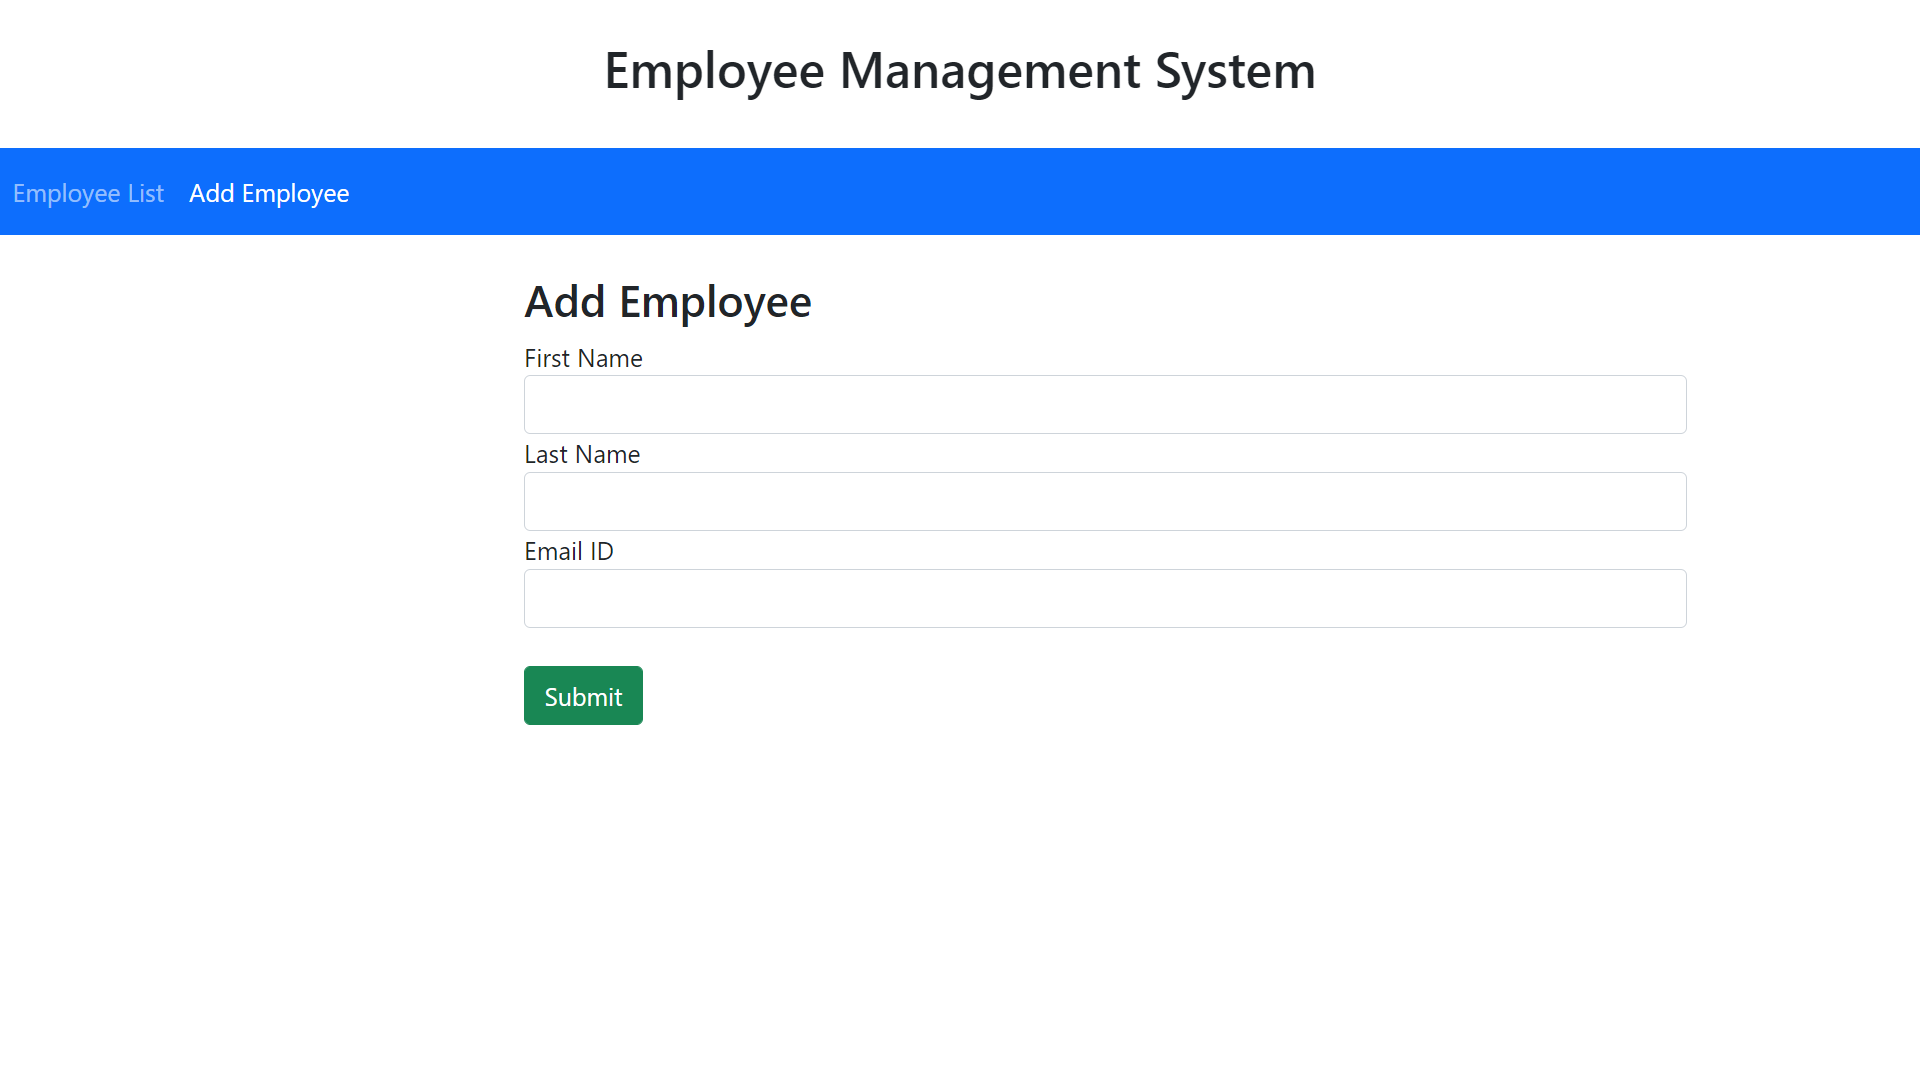 Employee Management System
Employee List Add Employee
Add Employee
First Name
Last Name
Email ID
Submit